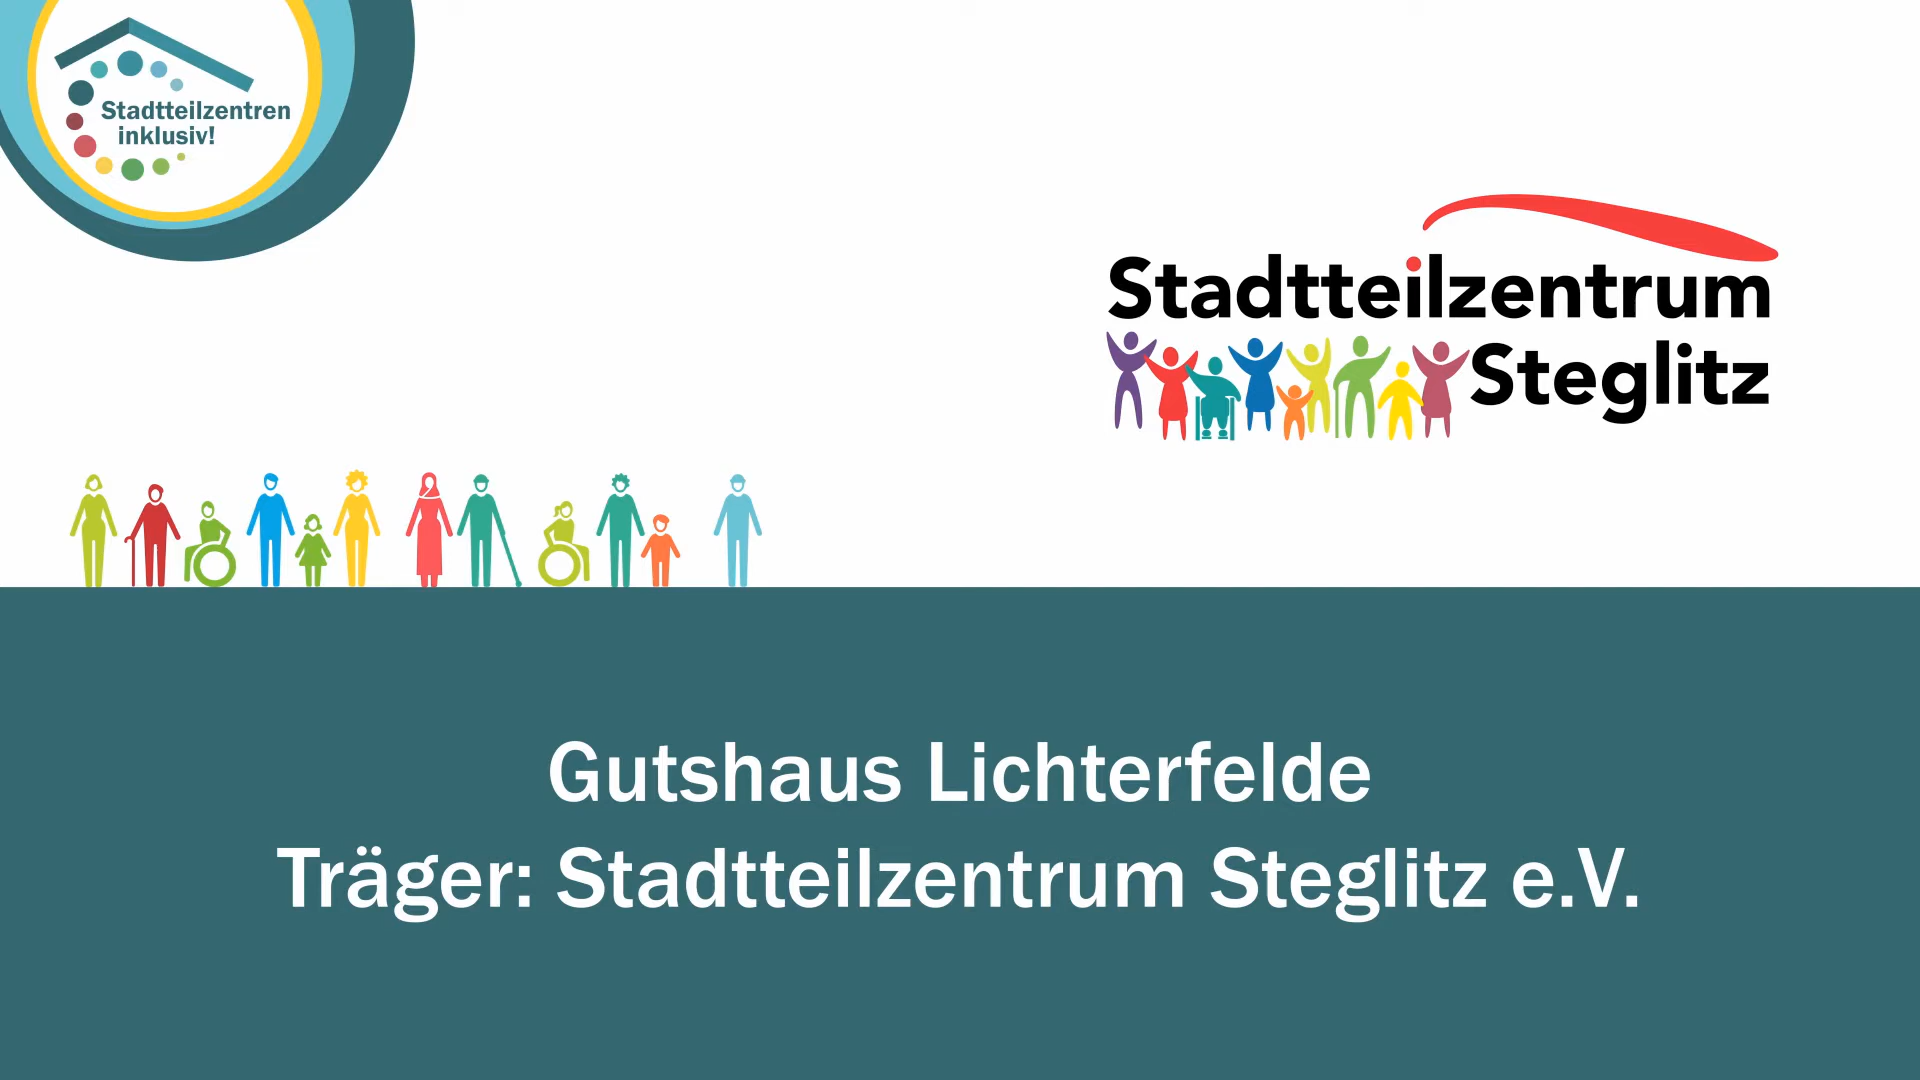 Stadtteilzentren
inklusiv!
Stadtteilzentrum
Steglitz
Gutshaus Lichterfelde
Träger: Stadtteilzentrum Steglitz e.V.